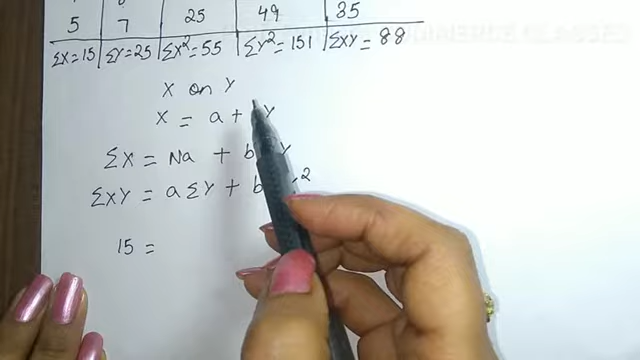 5 7 25 49 35
ΣX=15 ΣY=25 ΣX²=55 ΣY²=151 ΣXY=88
X on Y
X = a + Y
ΣX = Na + b Y
ΣXY = aΣY + b ²
15 =